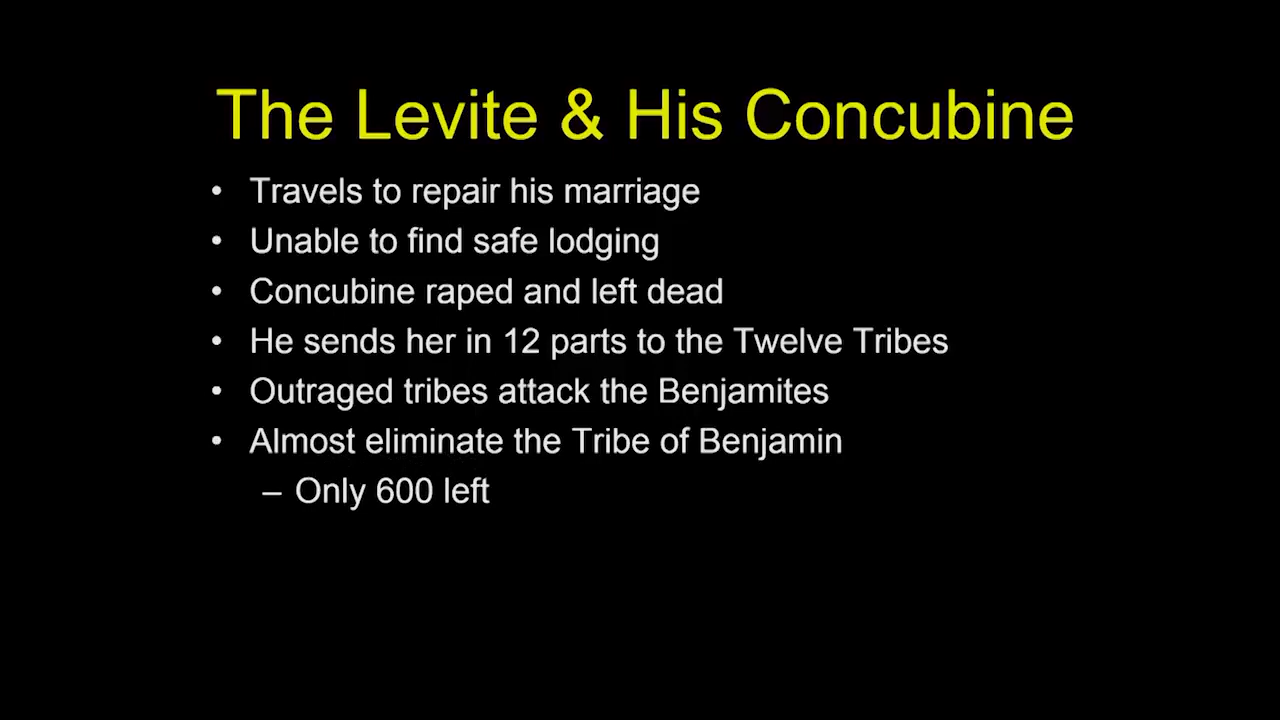 The Levite & His Concubine
• Travels to repair his marriage
• Unable to find safe lodging
• Concubine raped and left dead
• He sends her in 12 parts to the Twelve Tribes
• Outraged tribes attack the Benjamites
• Almost eliminate the Tribe of Benjamin
– Only 600 left